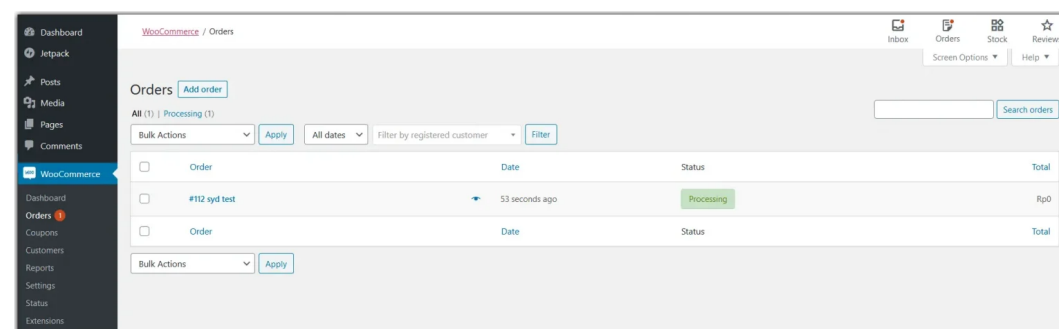 Dashboard
Jetpack
Posts
Media
Pages
Comments
woo WooCommerce
Dashboard
Orders 1
Coupons
Customers
Reports
Settings
Status
Extensions
WooCommerce / Orders
Inbox
Orders
Stock
Review
Screen Options ▼
Help ▼
Orders Add order
All (1) | Processing (1)
Search orders
Bulk Actions Apply All dates Filter by registered customer Filter
Order Date Status Total
#112 syd test 53 seconds ago Processing Rp0
Order Date Status Total
Bulk Actions Apply